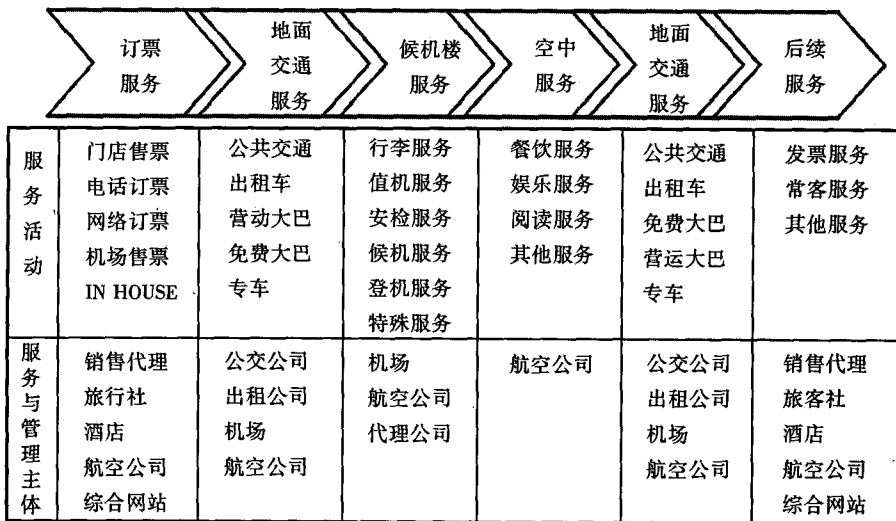 订票
服务
地面
交通
服务
候机楼
服务
空中
服务
地面
交通
服务
后续
服务
服务活动
门店售票
电话订票
网络订票
机场售票
IN HOUSE
公共交通
出租车
营动大巴
免费大巴
专车
行李服务
值机服务
安检服务
候机服务
登机服务
特殊服务
餐饮服务
娱乐服务
阅读服务
其他服务
公共交通
出租车
免费大巴
营运大巴
专车
发票服务
常客服务
其他服务
服务与管理主体
销售代理
旅行社
酒店
航空公司
综合网站
公交公司
出租公司
机场
航空公司
机场
航空公司
代理公司
航空公司
公交公司
出租公司
机场
航空公司
销售代理
旅客社
酒店
航空公司
综合网站